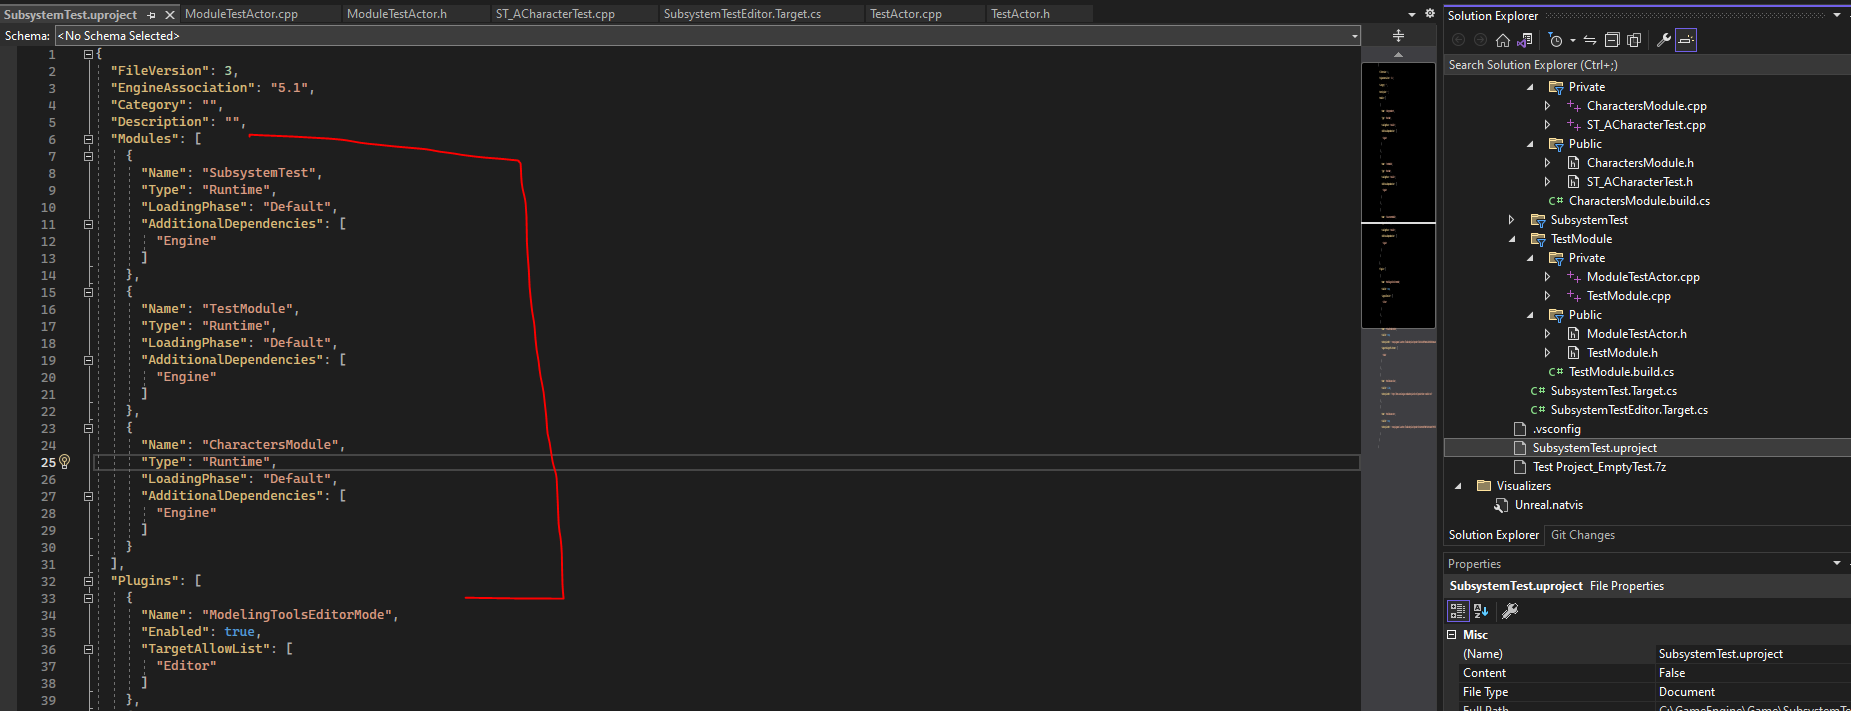 SubsystemTest.uproject
ModuleTestActor.cpp
ModuleTestActor.h
ST_ACharacterTest.cpp
SubsystemTestEditor.Target.cs
TestActor.cpp
TestActor.h
Schema: <No Schema Selected>
1 {
2 "FileVersion": 3,
3 "EngineAssociation": "5.1",
4 "Category": "",
5 "Description": "",
6 "Modules": [
7 {
8 "Name": "SubsystemTest",
9 "Type": "Runtime",
10 "LoadingPhase": "Default",
11 "AdditionalDependencies": [
12 "Engine"
13 ]
14 },
15 {
16 "Name": "TestModule",
17 "Type": "Runtime",
18 "LoadingPhase": "Default",
19 "AdditionalDependencies": [
20 "Engine"
21 ]
22 },
23 {
24 "Name": "CharactersModule",
25 "Type": "Runtime",
26 "LoadingPhase": "Default",
27 "AdditionalDependencies": [
28 "Engine"
29 ]
30 }
31 ],
32 "Plugins": [
33 {
34 "Name": "ModelingToolsEditorMode",
35 "Enabled": true,
36 "TargetAllowList": [
37 "Editor"
38 ]
39 },
Solution Explorer
Search Solution Explorer (Ctrl+;)
Private
CharactersModule.cpp
ST_ACharacterTest.cpp
Public
CharactersModule.h
ST_ACharacterTest.h
C# CharactersModule.build.cs
SubsystemTest
TestModule
Private
ModuleTestActor.cpp
TestModule.cpp
Public
ModuleTestActor.h
TestModule.h
C# TestModule.build.cs
C# SubsystemTest.Target.cs
C# SubsystemTestEditor.Target.cs
.vsconfig
SubsystemTest.uproject
Test Project_EmptyTest.7z
Visualizers
Unreal.natvis
Solution Explorer
Git Changes
Properties
SubsystemTest.uproject File Properties
Misc
(Name) SubsystemTest.uproject
Content False
File Type Document
Full Path C:\GameEngine\Game\SubsystemTe